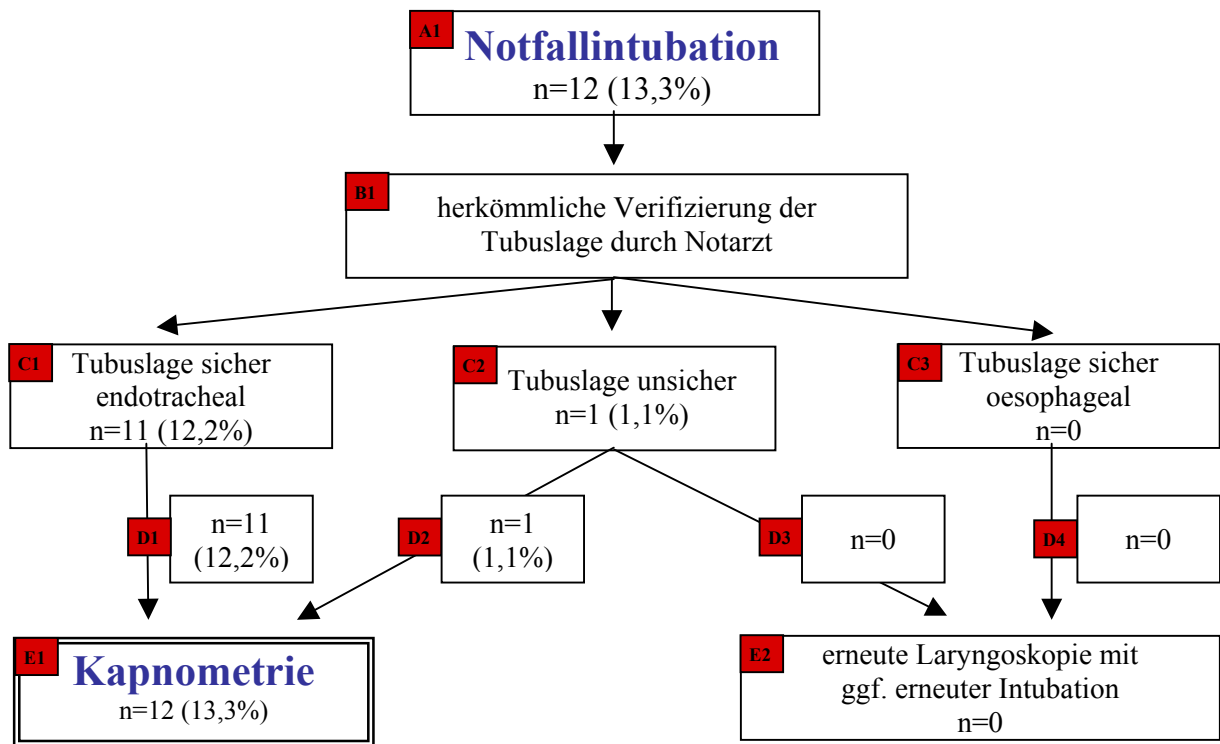 A1
Notfallintubation
n=12 (13,3%)
B1
herkömmliche Verifizierung der
Tubuslage durch Notarzt
C1
Tubuslage sicher
endotracheal
n=11 (12,2%)
C2
Tubuslage unsicher
n=1 (1,1%)
C3
Tubuslage sicher
oesophageal
n=0
D1
n=11
(12,2%)
D2
n=1
(1,1%)
D3
n=0
D4
n=0
E1
Kapnometrie
n=12 (13,3%)
E2
erneute Laryngoskopie mit
ggf. erneuter Intubation
n=0